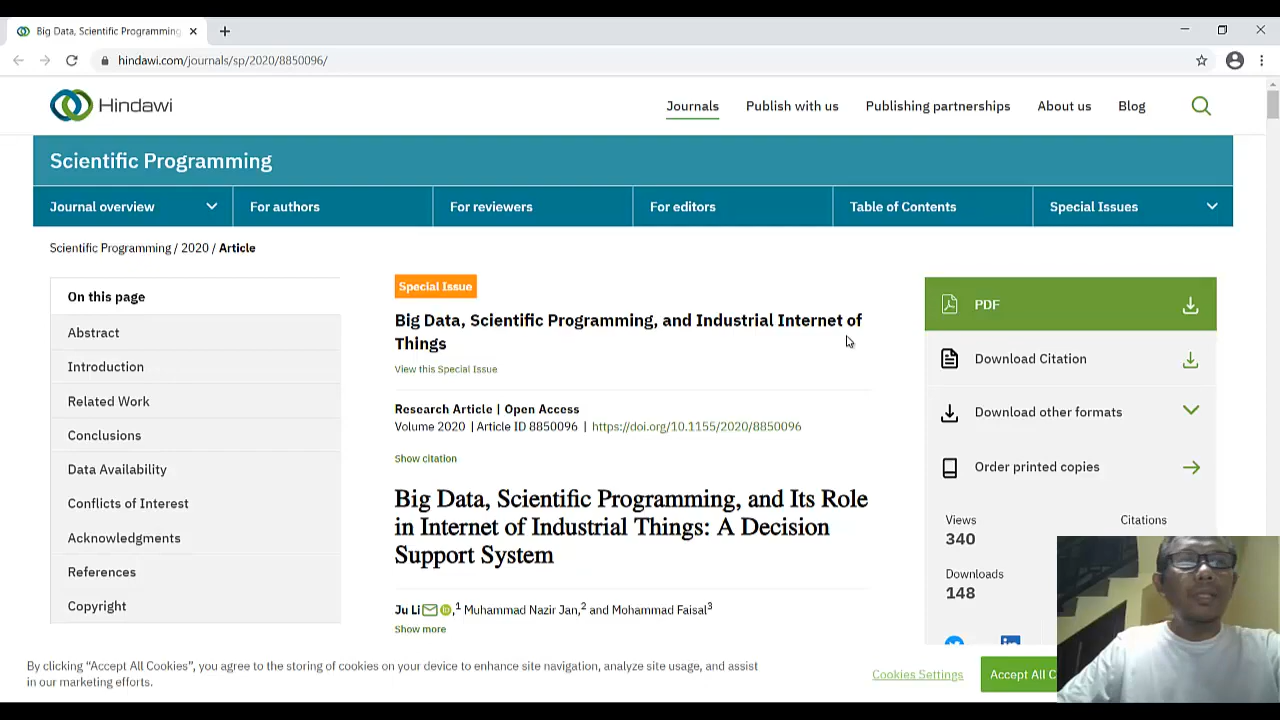 Big Data, Scientific Programming
hindawi.com/journals/sp/2020/8850096/
Hindawi
Journals
Publish with us
Publishing partnerships
About us
Blog
Scientific Programming
Journal overview
For authors
For reviewers
For editors
Table of Contents
Special Issues
Scientific Programming / 2020 / Article
On this page
Abstract
Introduction
Related Work
Conclusions
Data Availability
Conflicts of Interest
Acknowledgments
References
Copyright
Special Issue
Big Data, Scientific Programming, and Industrial Internet of
Things
View this Special Issue
Research Article | Open Access
Volume 2020 | Article ID 8850096 | https://doi.org/10.1155/2020/8850096
Show citation
Big Data, Scientific Programming, and Its Role
in Internet of Industrial Things: A Decision
Support System
Ju Li ,1 Muhammad Nazir Jan,2 and Mohammad Faisal3
Show more
PDF
Download Citation
Download other formats
Order printed copies
Views
Citations
340
Downloads
148
By clicking “Accept All Cookies”, you agree to the storing of cookies on your device to enhance site navigation, analyze site usage, and assist
in our marketing efforts.
Cookies Settings
Accept All C